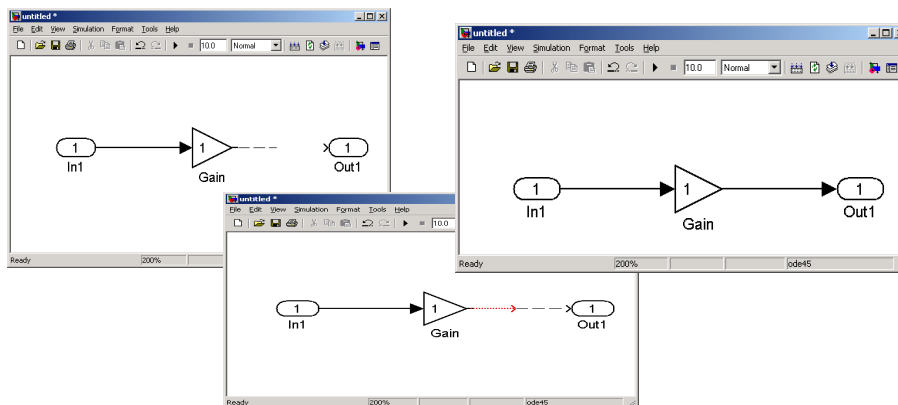 untitled *
File Edit View Simulation Format Tools Help
10.0 Normal
1
1
1
In1
Gain
Out1
Ready 200%
untitled *
File Edit View Simulation Format Tools Help
10.0 Normal
1
1
1
In1
Gain
Out1
Ready 200% ode45
untitled *
File Edit View Simulation Format Tools Help
10.0
1
1
1
In1
Gain
Out1
Ready 200% ode45